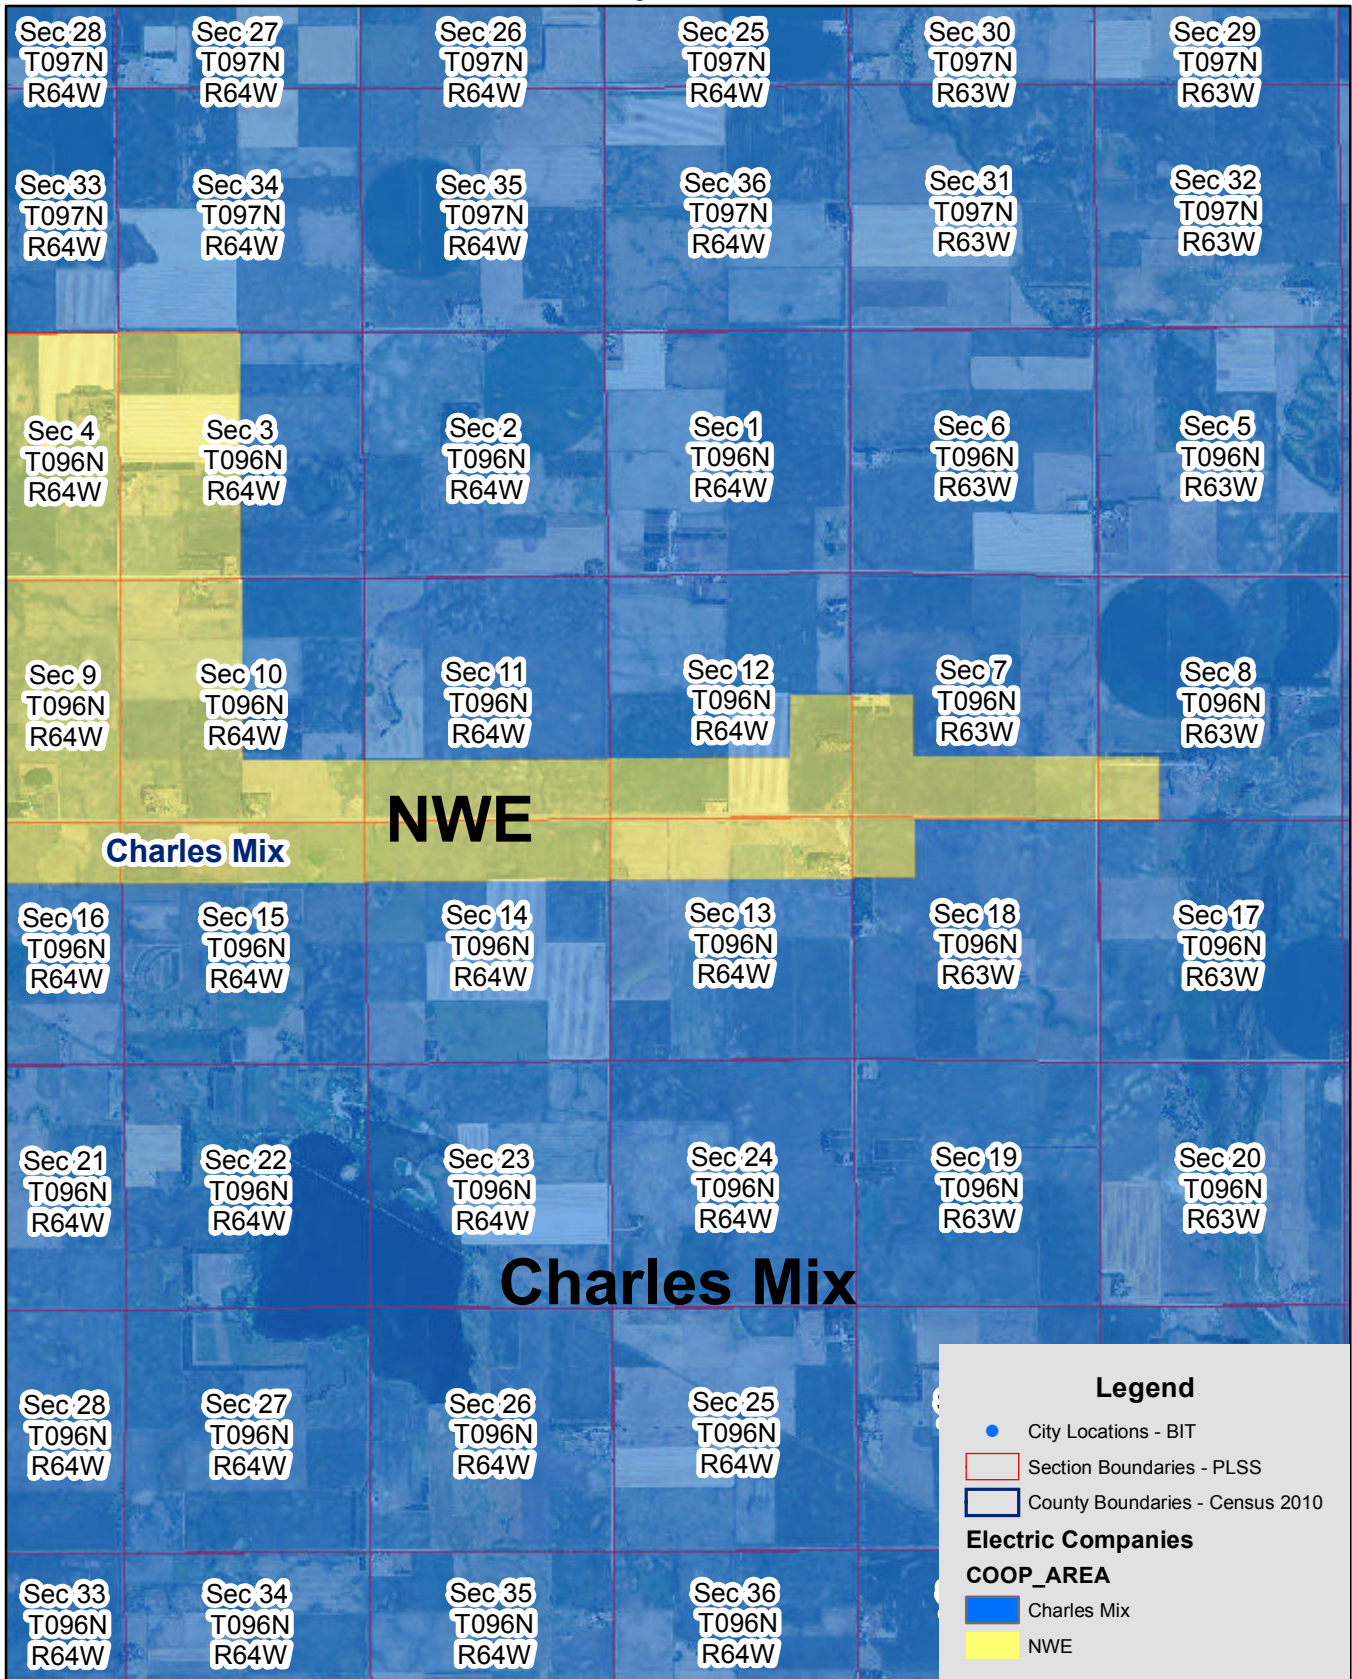 Sec 28
T097N
R64W
Sec 27
T097N
R64W
Sec 26
T097N
R64W
Sec 25
T097N
R64W
Sec 30
T097N
R63W
Sec 29
T097N
R63W
Sec 33
T097N
R64W
Sec 34
T097N
R64W
Sec 35
T097N
R64W
Sec 36
T097N
R64W
Sec 31
T097N
R63W
Sec 32
T097N
R63W
Sec 4
T096N
R64W
Sec 3
T096N
R64W
Sec 2
T096N
R64W
Sec 1
T096N
R64W
Sec 6
T096N
R63W
Sec 5
T096N
R63W
Sec 9
T096N
R64W
Sec 10
T096N
R64W
Sec 11
T096N
R64W
Sec 12
T096N
R64W
Sec 7
T096N
R63W
Sec 8
T096N
R63W
NWE
Charles Mix
Sec 16
T096N
R64W
Sec 15
T096N
R64W
Sec 14
T096N
R64W
Sec 13
T096N
R64W
Sec 18
T096N
R63W
Sec 17
T096N
R63W
Sec 21
T096N
R64W
Sec 22
T096N
R64W
Sec 23
T096N
R64W
Sec 24
T096N
R64W
Sec 19
T096N
R63W
Sec 20
T096N
R63W
Charles Mix
Sec 28
T096N
R64W
Sec 27
T096N
R64W
Sec 26
T096N
R64W
Sec 25
T096N
R64W
Sec 33
T096N
R64W
Sec 34
T096N
R64W
Sec 35
T096N
R64W
Sec 36
T096N
R64W
Legend
City Locations - BIT
Section Boundaries - PLSS
County Boundaries - Census 2010
Electric Companies
COOP_AREA
Charles Mix
NWE